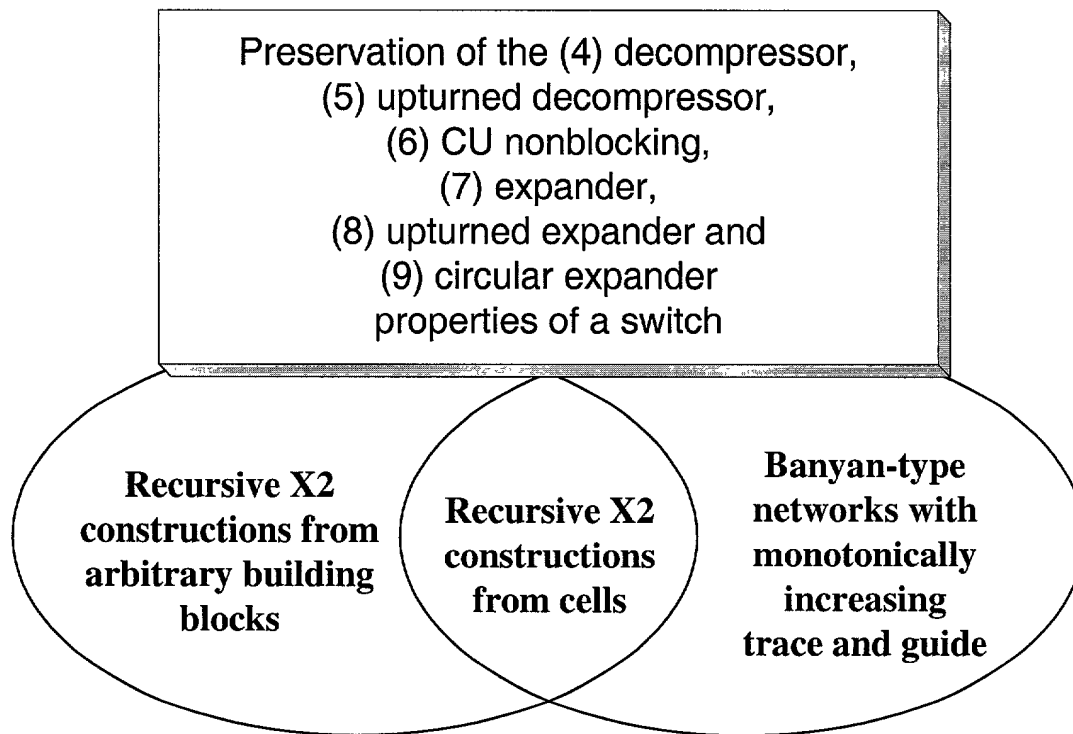 Preservation of the (4) decompressor,
(5) upturned decompressor,
(6) CU nonblocking,
(7) expander,
(8) upturned expander and
(9) circular expander
properties of a switch
Recursive X2
constructions from
arbitrary building
blocks
Recursive X2
constructions
from cells
Banyan-type
networks with
monotonically
increasing
trace and guide